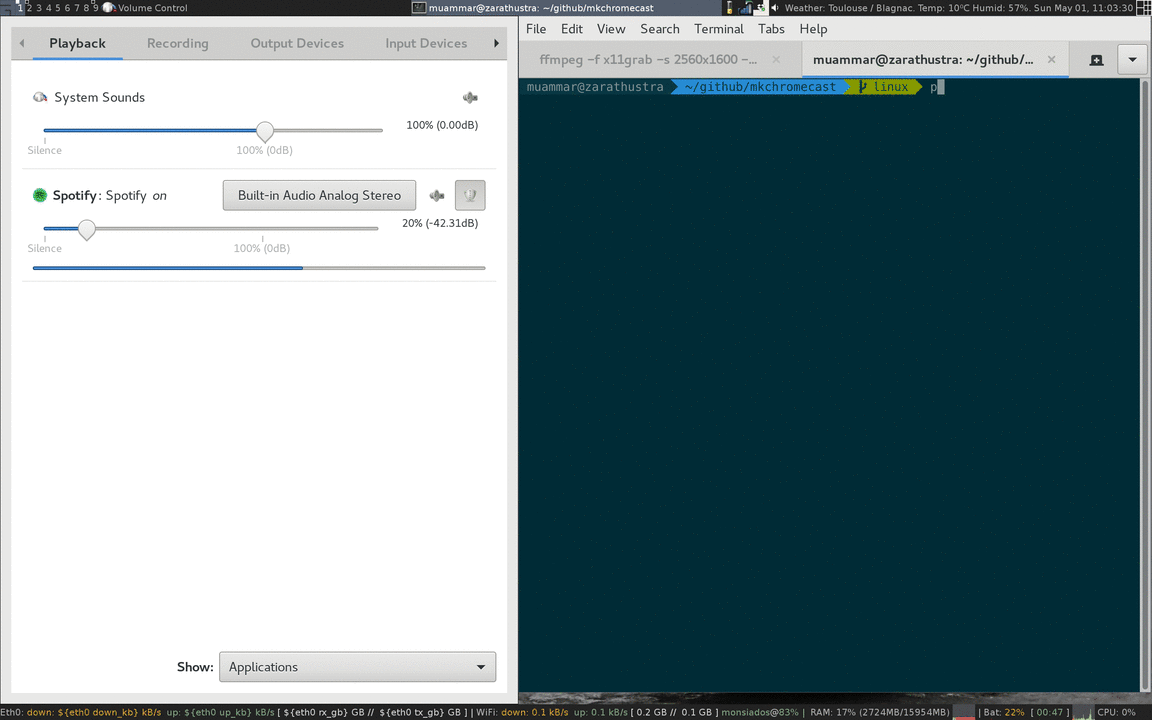 1 2 3 4 5 6 7 8 9 Volume Control muammar@zarathustra: ~/github/mkchromecast Weather: Toulouse / Blagnac. Temp: 10ºC Humid: 57%. Sun May 01, 11:03:30
Playback Recording Output Devices Input Devices
System Sounds
100% (0.00dB)
Silence 100% (0dB)
Spotify: Spotify on Built-in Audio Analog Stereo
20% (-42.31dB)
Silence 100% (0dB)
Show: Applications
File Edit View Search Terminal Tabs Help
ffmpeg -f x11grab -s 2560x1600 -... muammar@zarathustra: ~/github/...
muammar@zarathustra ~/github/mkchromecast linux p
Eth0: down: ${eth0 down_kb} kB/s up: ${eth0 up_kb} kB/s [ ${eth0 rx_gb} GB // ${eth0 tx_gb} GB ] | WiFi: down: 0.1 kB/s up: 0.1 kB/s [ 0.2 GB // 0.1 GB ] monsiados@83% | RAM: 17% (2724MB/15954MB) | Bat: 22% [ 00:47 ] | CPU: 0%